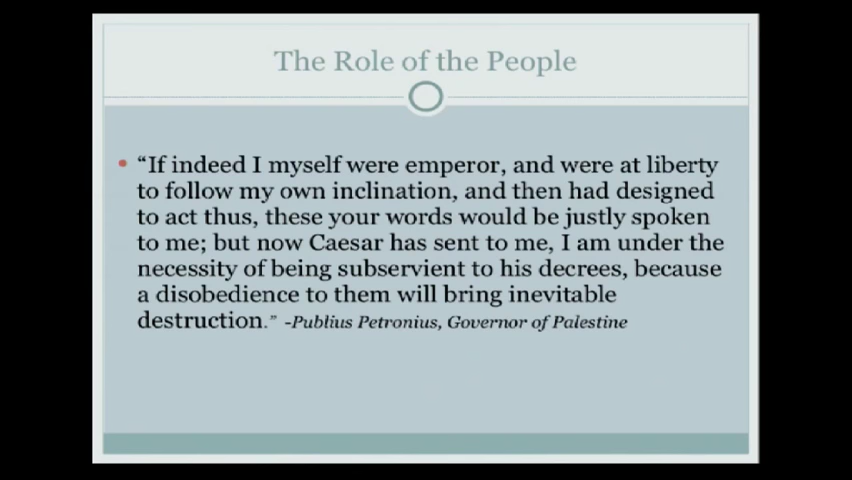 The Role of the People
• “If indeed I myself were emperor, and were at liberty
to follow my own inclination, and then had designed
to act thus, these your words would be justly spoken
to me; but now Caesar has sent to me, I am under the
necessity of being subservient to his decrees, because
a disobedience to them will bring inevitable
destruction.” -Publius Petronius, Governor of Palestine